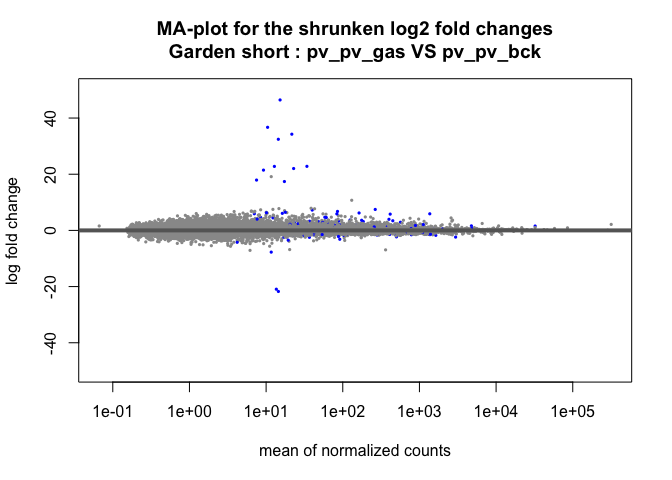 MA-plot for the shrunken log2 fold changes
Garden short : pv_pv_gas VS pv_pv_bck
log fold change
40
20
0
-20
-40
1e-01 1e+00 1e+01 1e+02 1e+03 1e+04 1e+05
mean of normalized counts